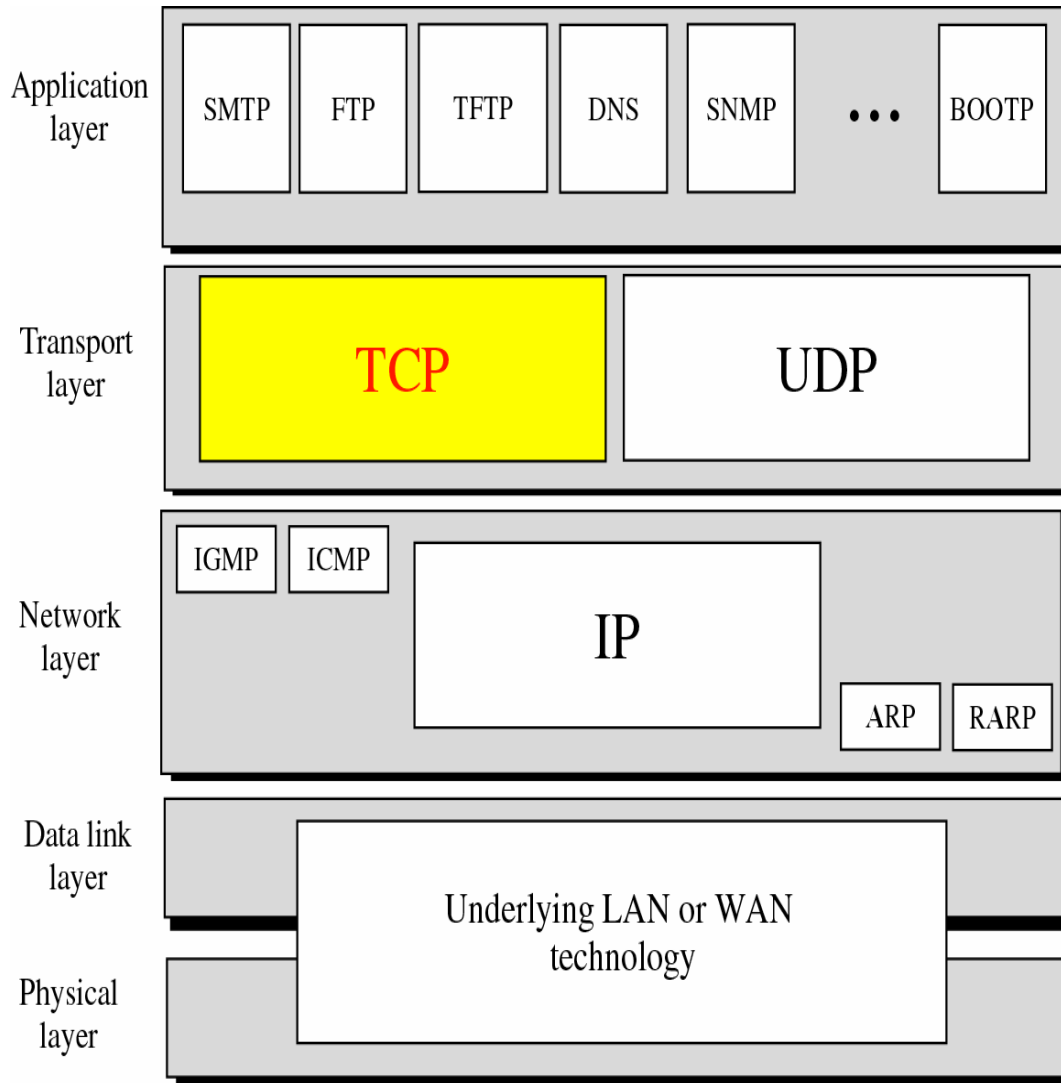 Application
layer
SMTP FTP TFTP DNS SNMP ... BOOTP
Transport
layer
TCP UDP
Network
layer
IGMP ICMP
IP
ARP RARP
Data link
layer
Underlying LAN or WAN
technology
Physical
layer